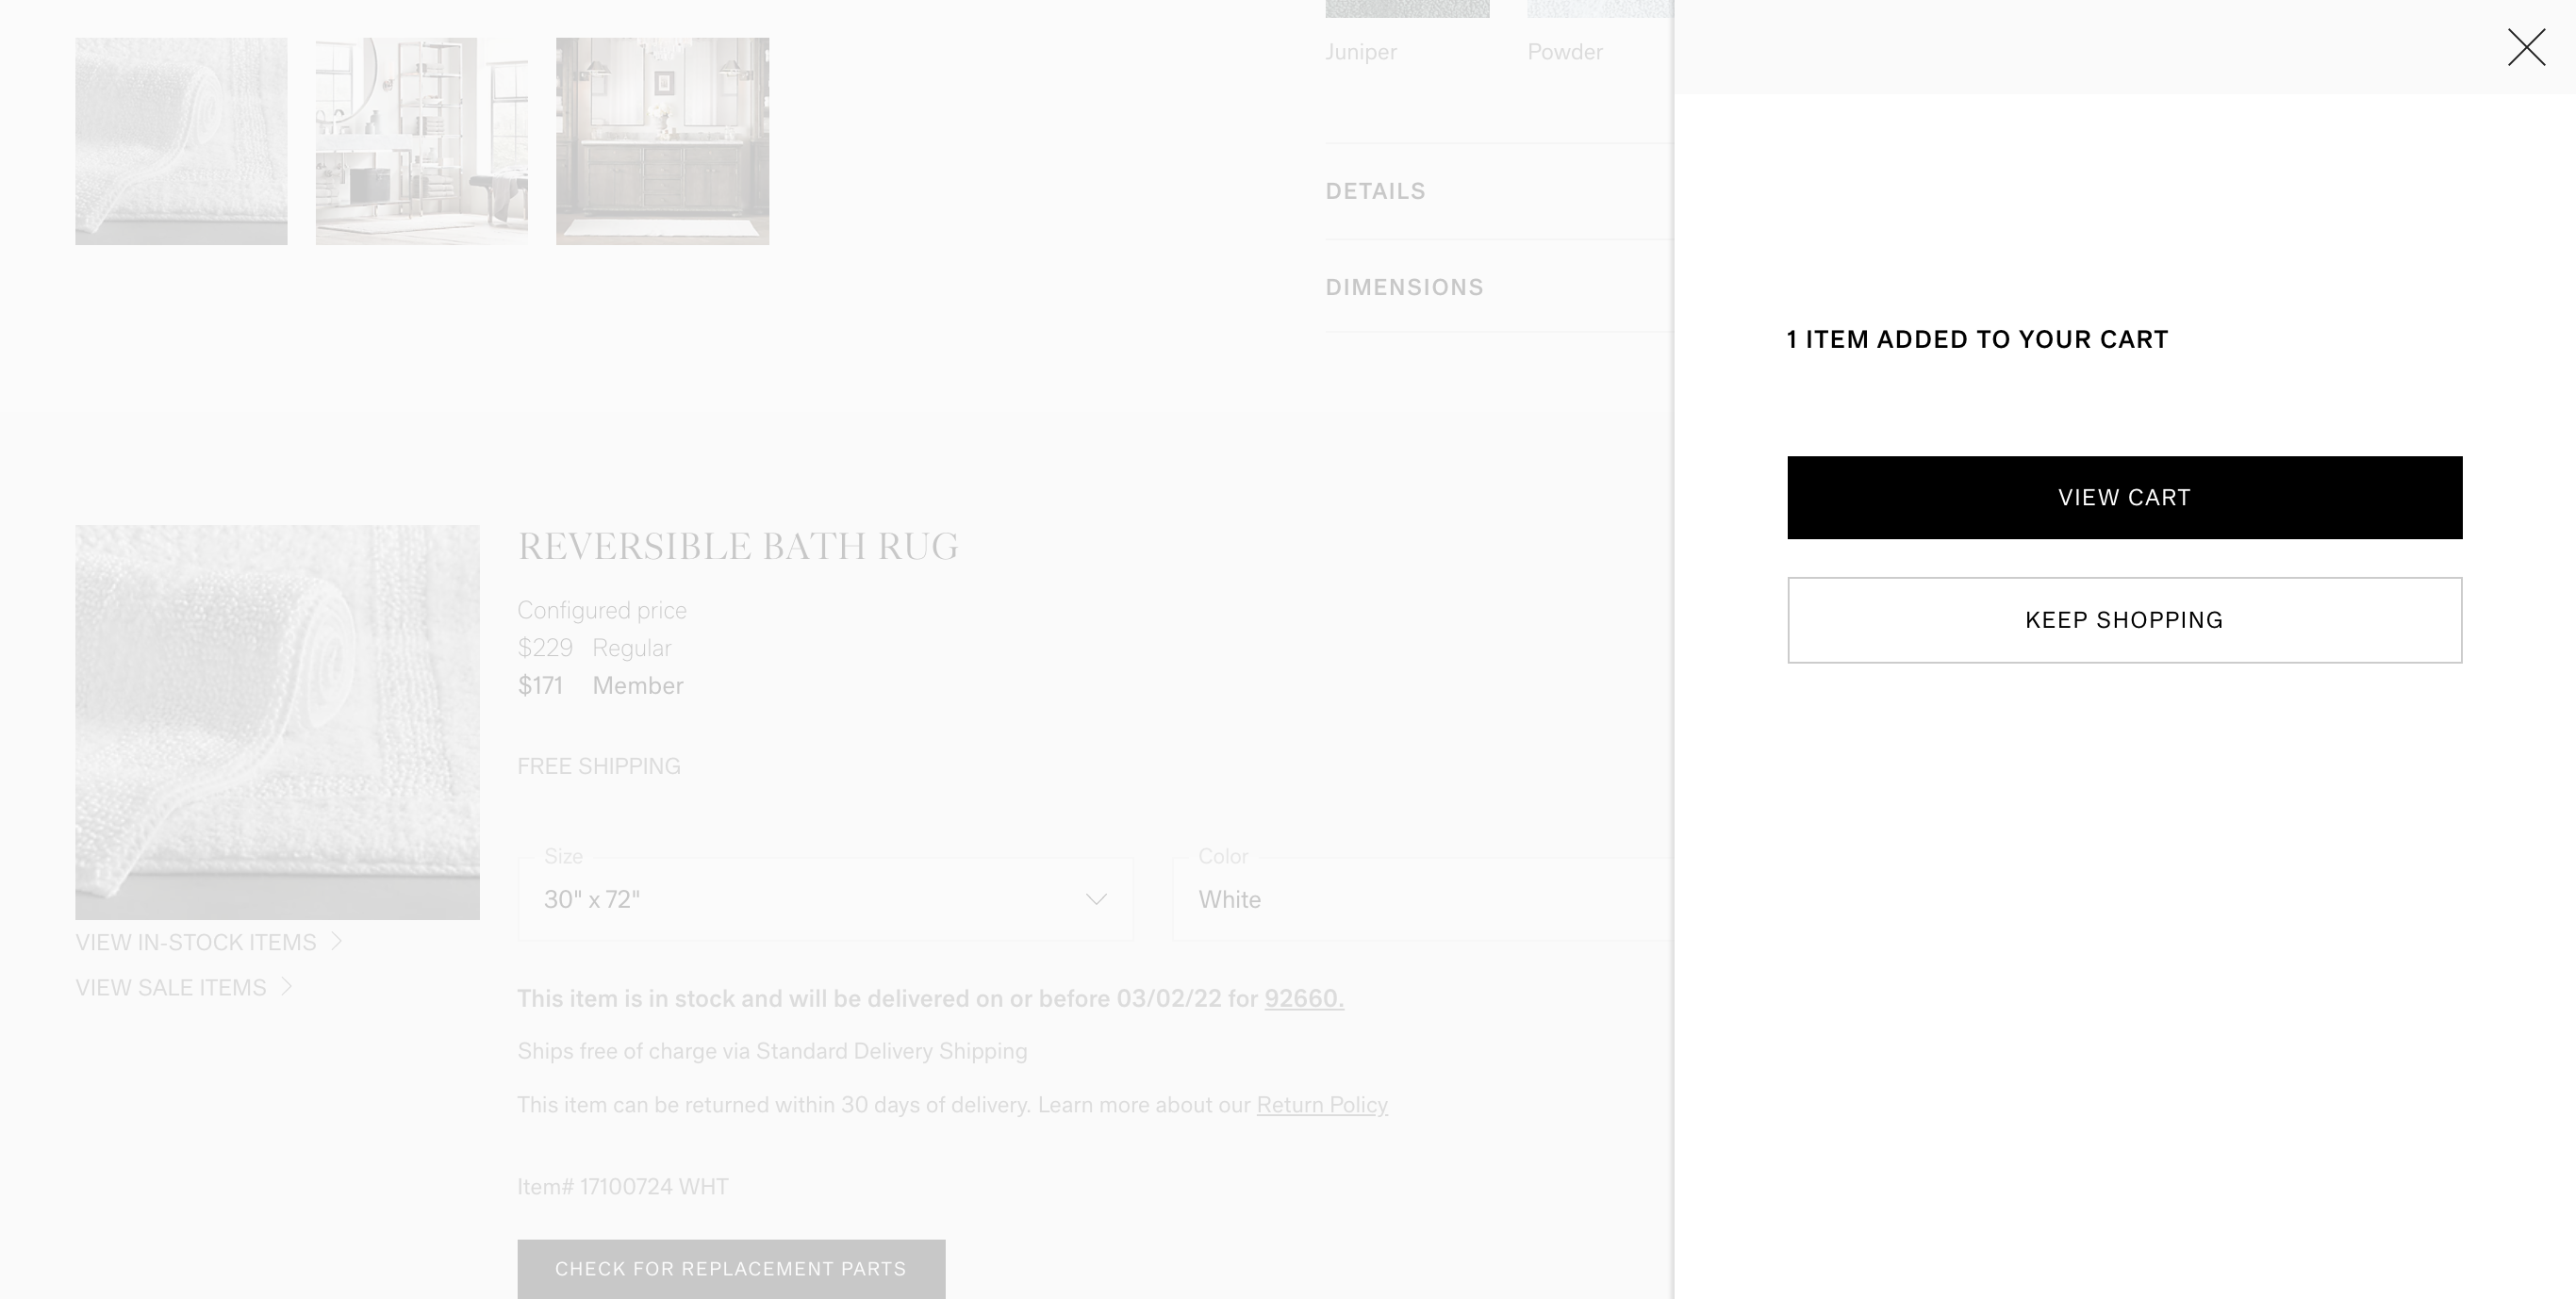 Juniper
Powder
DETAILS
DIMENSIONS
REVERSIBLE BATH RUG
Configured price
$229 Regular
$171 Member
FREE SHIPPING
Size
30" x 72"
Color
White
VIEW IN-STOCK ITEMS
VIEW SALE ITEMS
This item is in stock and will be delivered on or before 03/02/22 for 92660.
Ships free of charge via Standard Delivery Shipping
This item can be returned within 30 days of delivery. Learn more about our Return Policy
Item# 17100724 WHT
CHECK FOR REPLACEMENT PARTS
1 ITEM ADDED TO YOUR CART
VIEW CART
KEEP SHOPPING